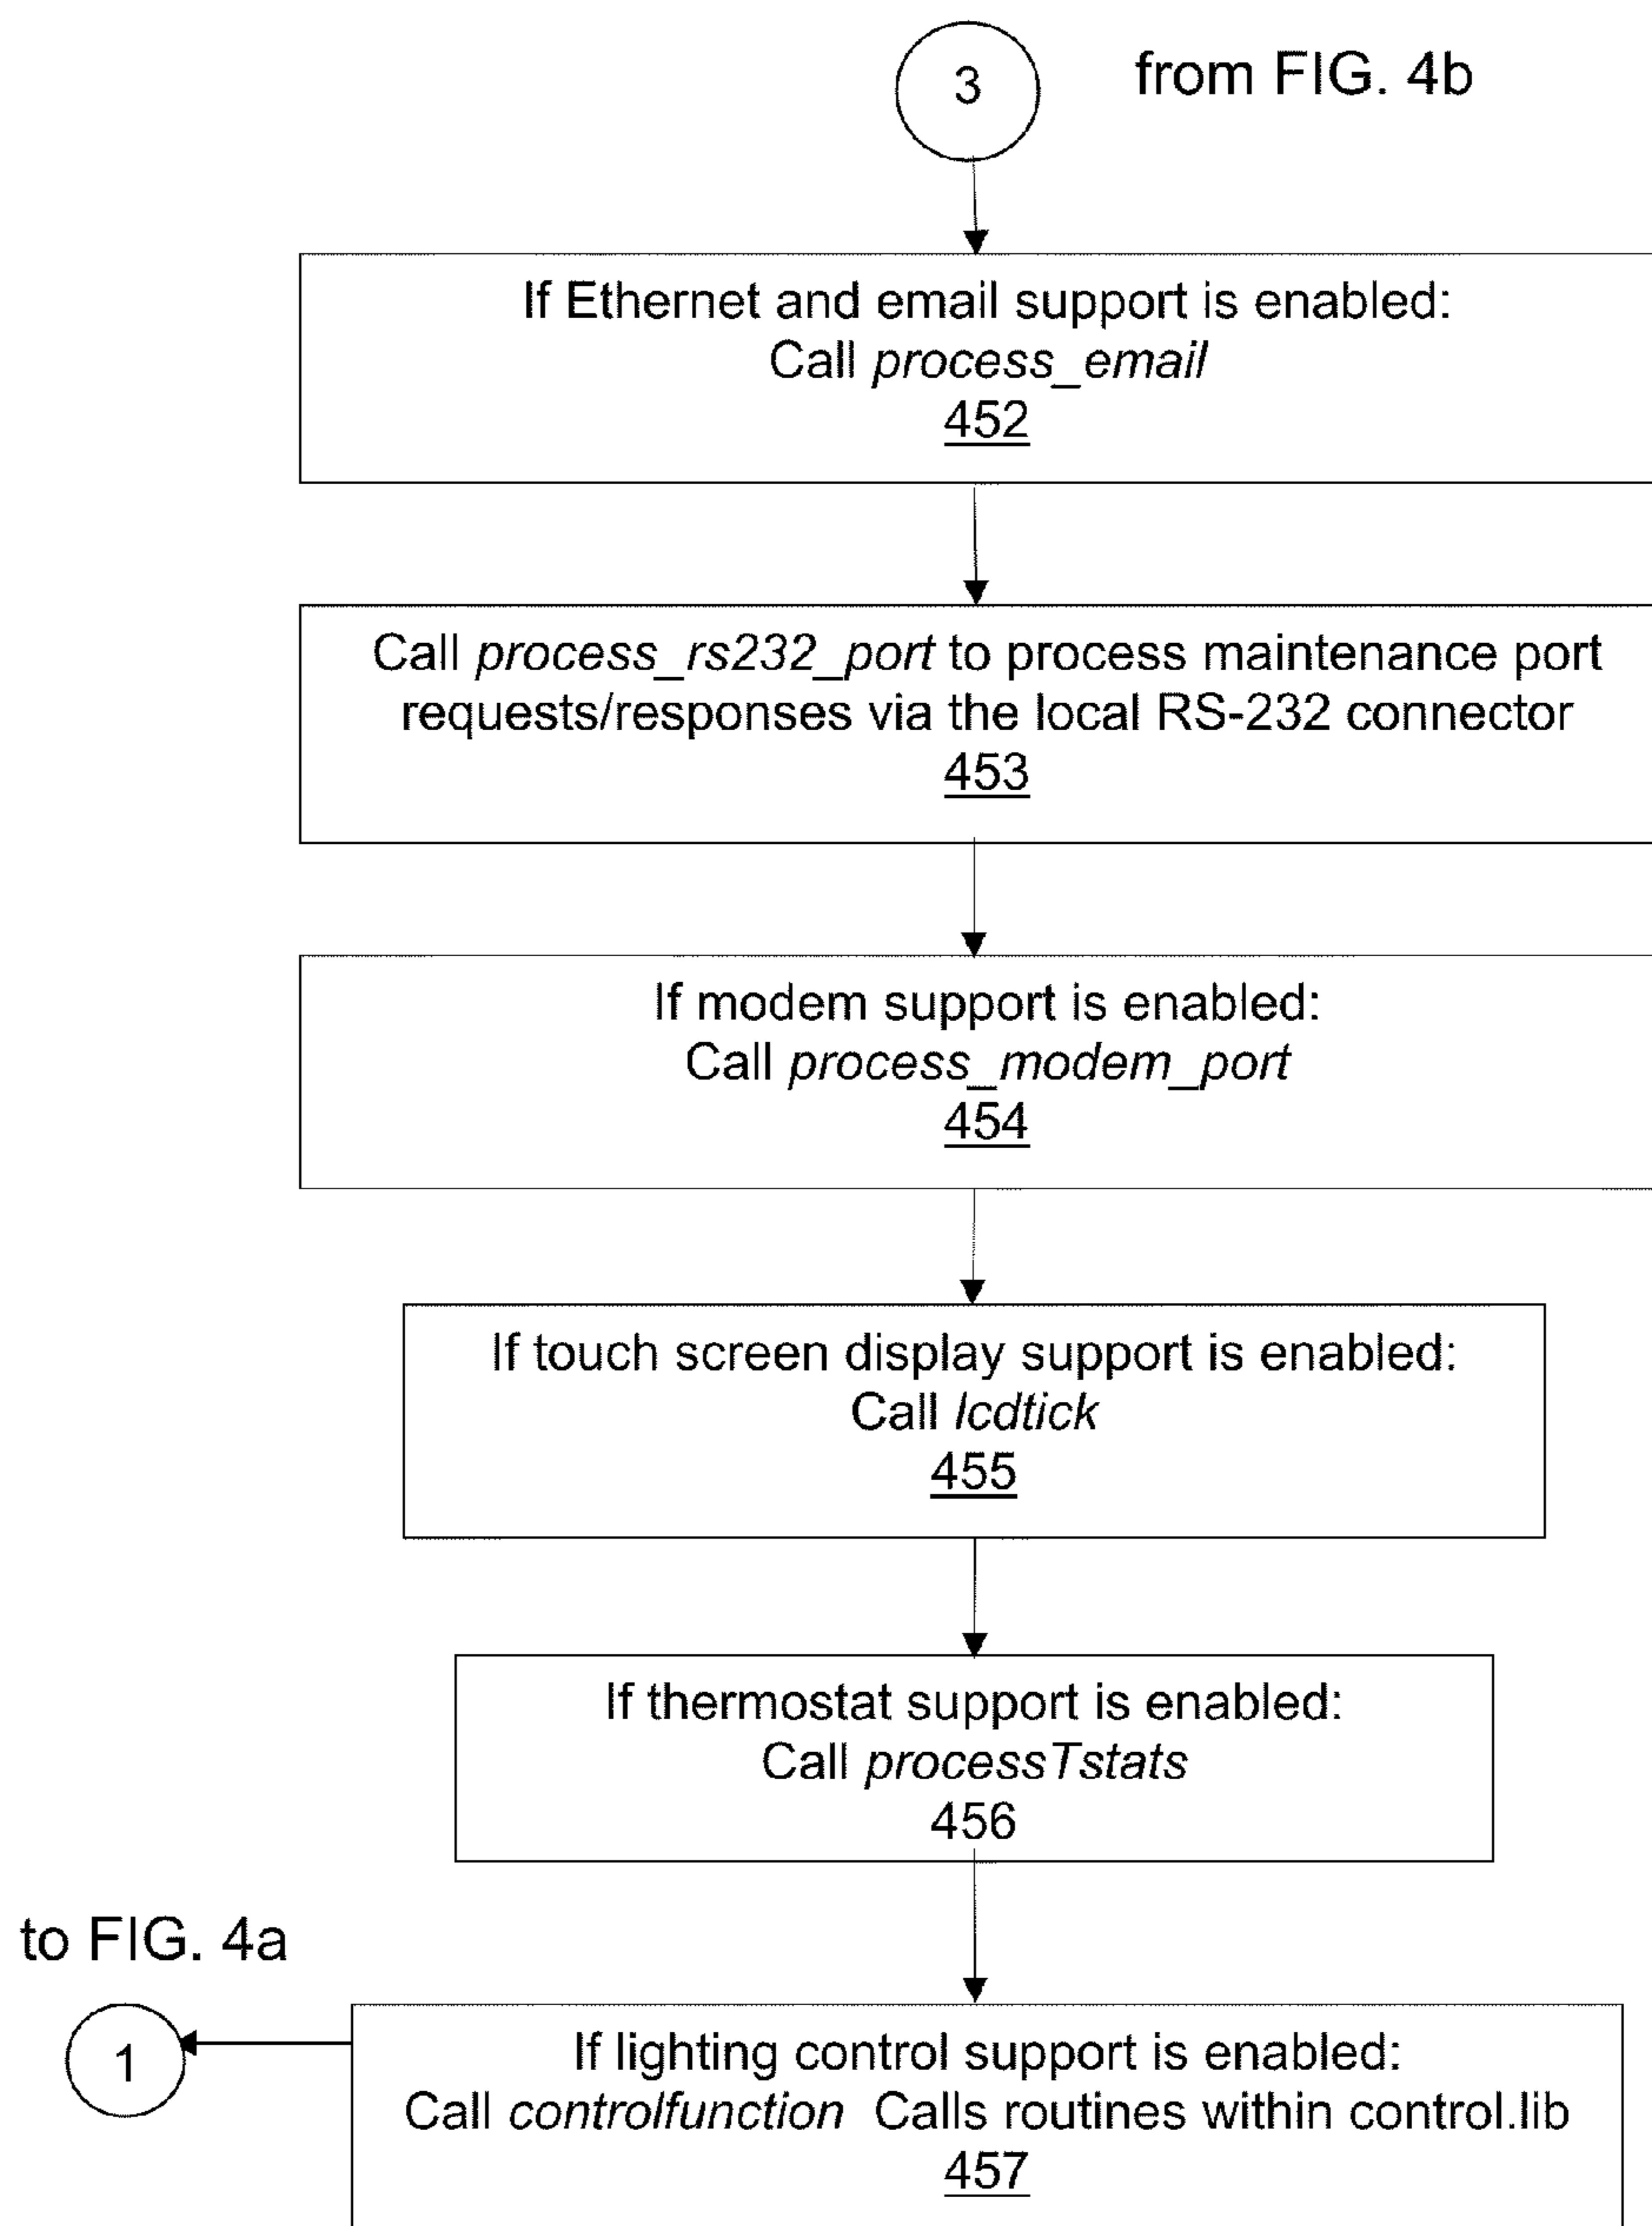 3
from FIG. 4b
If Ethernet and email support is enabled:
Call process_email
452
Call process_rs232_port to process maintenance port
requests/responses via the local RS-232 connector
453
If modem support is enabled:
Call process_modem_port
454
If touch screen display support is enabled:
Call lcdtick
455
If thermostat support is enabled:
Call processTstats
456
to FIG. 4a
1
If lighting control support is enabled:
Call controlfunction Calls routines within control.lib
457